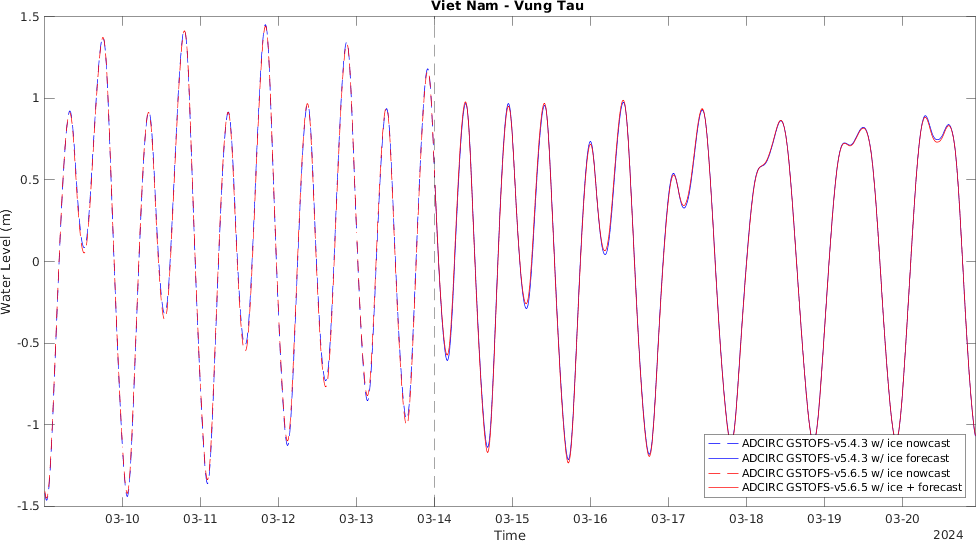 Viet Nam - Vung Tau
1.5
1
0.5
0
-0.5
-1
-1.5
Water Level (m)
03-10
03-11
03-12
03-13
03-14
03-15
03-16
03-17
03-18
03-19
03-20
Time
2024
ADCIRC GSTOFS-v5.4.3 w/ ice nowcast
ADCIRC GSTOFS-v5.4.3 w/ ice forecast
ADCIRC GSTOFS-v5.6.5 w/ ice nowcast
ADCIRC GSTOFS-v5.6.5 w/ ice + forecast